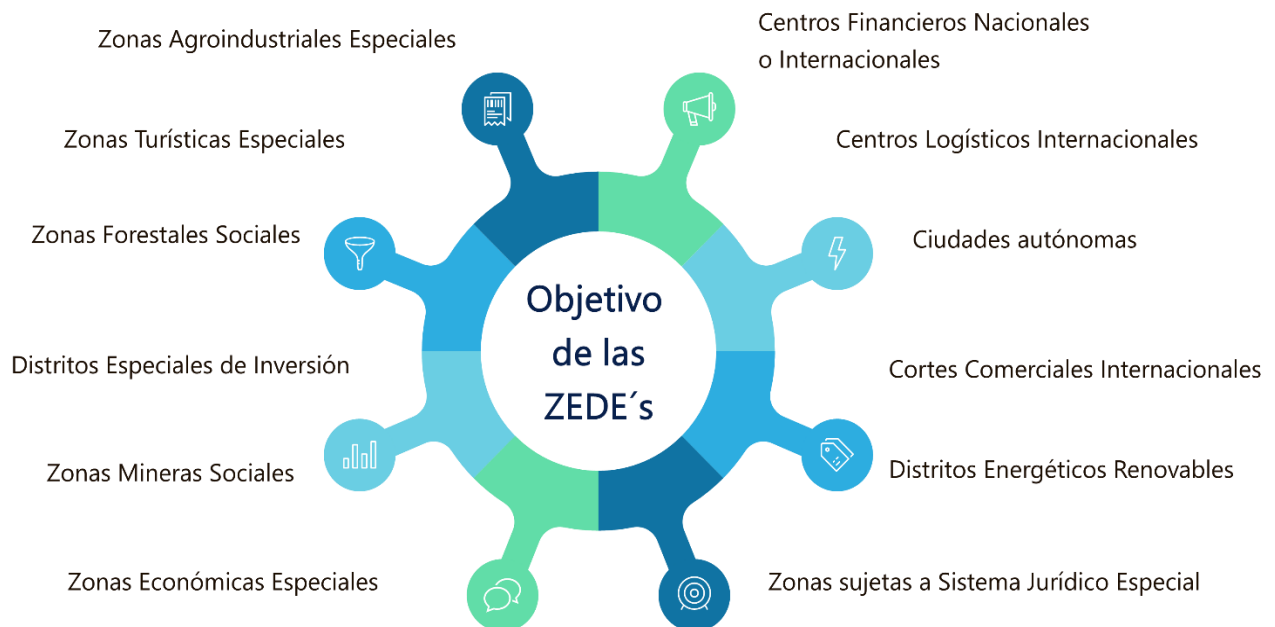 Zonas Agroindustriales Especiales
Zonas Turísticas Especiales
Zonas Forestales Sociales
Distritos Especiales de Inversión
Zonas Mineras Sociales
Zonas Económicas Especiales
Objetivo
de las
ZEDE´s
Centros Financieros Nacionales
o Internacionales
Centros Logísticos Internacionales
Ciudades autónomas
Cortes Comerciales Internacionales
Distritos Energéticos Renovables
Zonas sujetas a Sistema Jurídico Especial